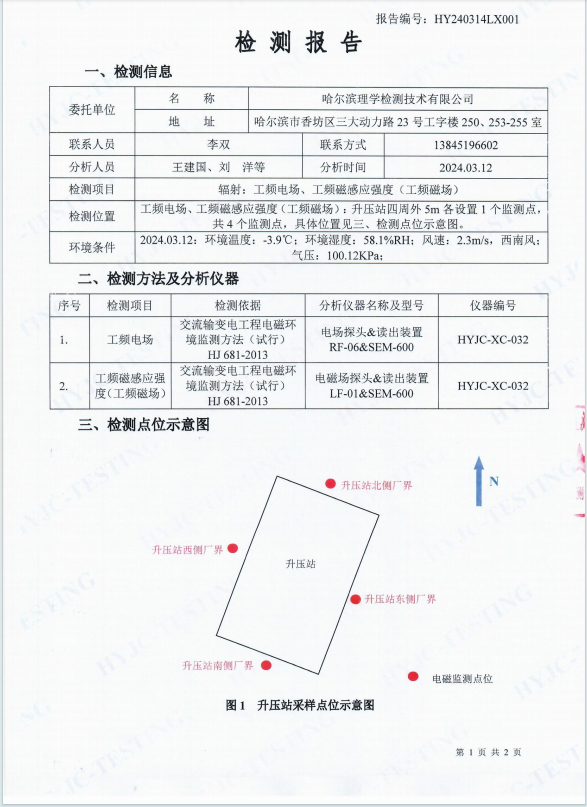 报告编号：HY240314LX001
检测报告
一、检测信息
委托单位 名 称 哈尔滨理学检测技术有限公司
地 址 哈尔滨市香坊区三大动力路 23 号工字楼 250、253-255 室
联系人员 李双 联系方式 13845196602
分析人员 王建国、刘 洋等 分析时间 2024.03.12
检测项目 辐射：工频电场、工频磁感应强度（工频磁场）
检测位置 工频电场、工频磁感应强度（工频磁场）：升压站四周外 5m 各设置 1 个监测点，
共 4 个监测点，具体位置见三、检测点位示意图。
环境条件 2024.03.12：环境温度：-3.9℃；环境湿度：58.1%RH；风速：2.3m/s，西南风；
气压：100.12KPa；
二、检测方法及分析仪器
序号 检测项目 检测依据 分析仪器名称及型号 仪器编号
1. 工频电场 交流输变电工程电磁环
境监测方法（试行）
HJ 681-2013 电场探头&读出装置
RF-06&SEM-600 HYJC-XC-032
2. 工频磁感应强
度（工频磁场） 交流输变电工程电磁环
境监测方法（试行）
HJ 681-2013 电磁场探头&读出装置
LF-01&SEM-600 HYJC-XC-032
三、检测点位示意图
升压站北侧厂界
N
升压站西侧厂界
升压站
升压站东侧厂界
升压站南侧厂界
电磁监测点位
图 1 升压站采样点位示意图
第 1 页 共 2 页
HYJC-TESTING